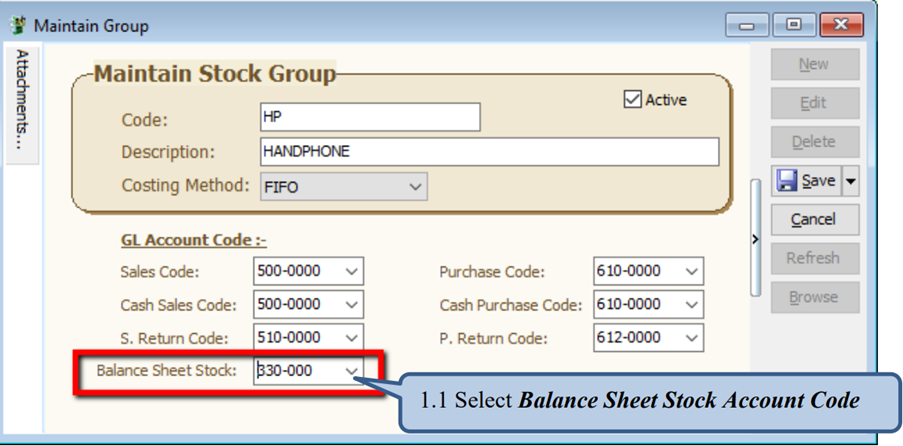 Maintain Group
Attachments...
Maintain Stock Group
Code: HP
Active
Description: HANDPHONE
Costing Method: FIFO
GL Account Code :-
Sales Code: 500-0000
Purchase Code: 610-0000
Cash Sales Code: 500-0000
Cash Purchase Code: 610-0000
S. Return Code: 510-0000
P. Return Code: 612-0000
Balance Sheet Stock: 330-000
1.1 Select Balance Sheet Stock Account Code
New
Edit
Delete
Save
Cancel
Refresh
Browse